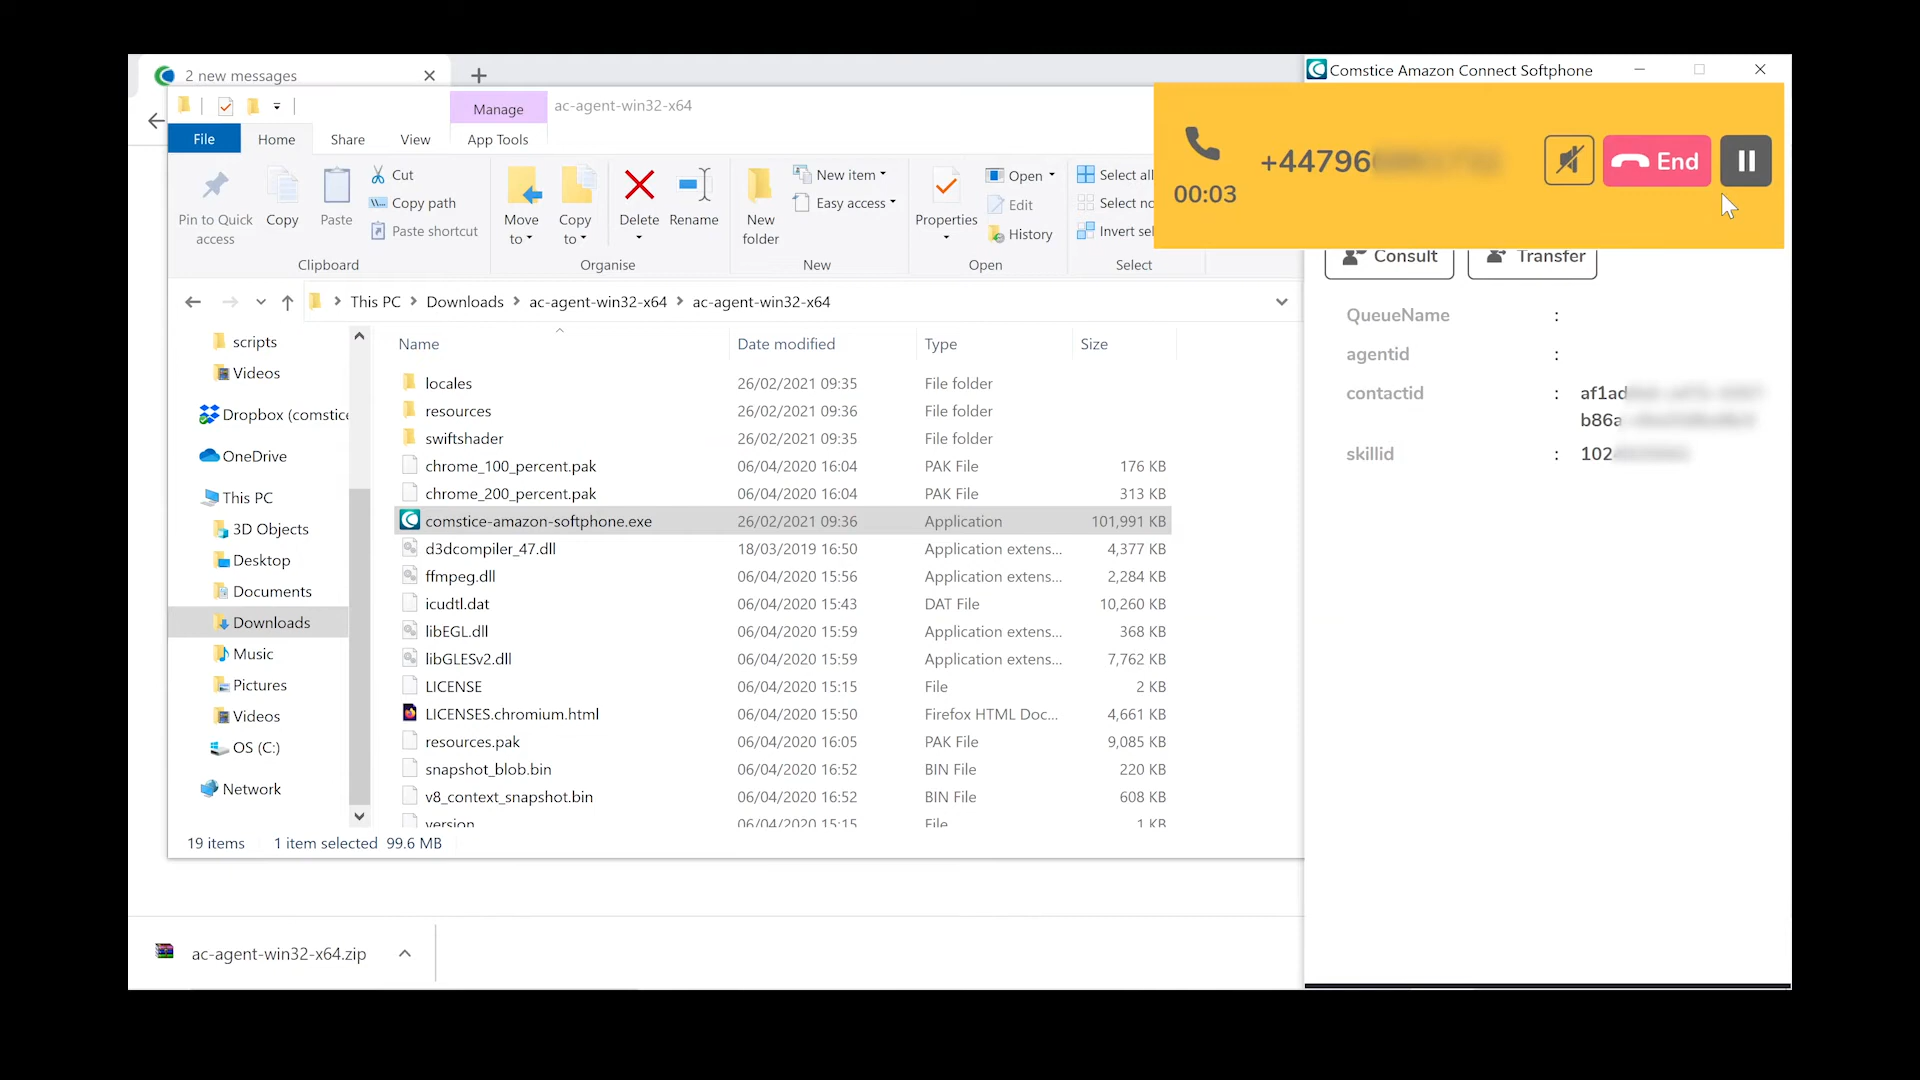 2 new messages
Comstice Amazon Connect Softphone
Manage
ac-agent-win32-x64
File
Home
Share
View
App Tools
Pin to Quick access
Copy
Paste
Cut
Copy path
Paste shortcut
Clipboard
Move to
Copy to
Delete
Rename
Organise
New folder
New item
Easy access
New
Properties
Open
Edit
History
Open
Select all
Select
Invert
Select
00:03
+44796
End
Consult
Transfer
This PC
Downloads
ac-agent-win32-x64
ac-agent-win32-x64
QueueName :
agentid :
contactid : af1ad
b86a
skillid : 102
scripts
Videos
Dropbox (comstice
OneDrive
This PC
3D Objects
Desktop
Documents
Downloads
Music
Pictures
Videos
OS (C:)
Network
Name Date modified Type Size
locales 26/02/2021 09:35 File folder
resources 26/02/2021 09:36 File folder
swiftshader 26/02/2021 09:35 File folder
chrome_100_percent.pak 06/04/2020 16:04 PAK File 176 KB
chrome_200_percent.pak 06/04/2020 16:04 PAK File 313 KB
comstice-amazon-softphone.exe 26/02/2021 09:36 Application 101,991 KB
d3dcompiler_47.dll 18/03/2019 16:50 Application extens... 4,377 KB
ffmpeg.dll 06/04/2020 15:56 Application extens... 2,284 KB
icudtl.dat 06/04/2020 15:43 DAT File 10,260 KB
libEGL.dll 06/04/2020 15:59 Application extens... 368 KB
libGLESv2.dll 06/04/2020 15:59 Application extens... 7,762 KB
LICENSE 06/04/2020 15:15 File 2 KB
LICENSES.chromium.html 06/04/2020 15:50 Firefox HTML Doc... 4,661 KB
resources.pak 06/04/2020 16:05 PAK File 9,085 KB
snapshot_blob.bin 06/04/2020 16:52 BIN File 220 KB
v8_context_snapshot.bin 06/04/2020 16:52 BIN File 608 KB
version 06/04/2020 15:15 File 1 KB
19 items 1 item selected 99.6 MB
ac-agent-win32-x64.zip